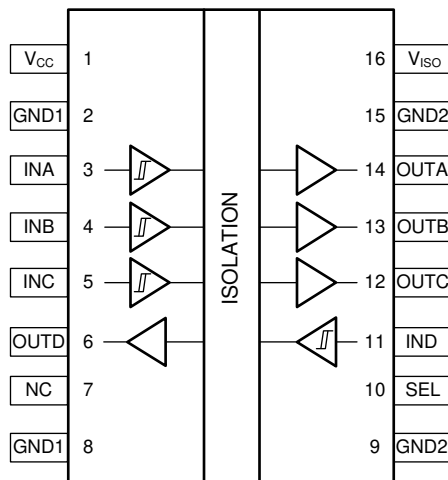 VCC 1 16 VISO
GND1 2 15 GND2
INA 3 14 OUTA
INB 4 13 OUTB
INC 5 12 OUTC
OUTD 6 11 IND
NC 7 10 SEL
GND1 8 9 GND2
ISOLATION